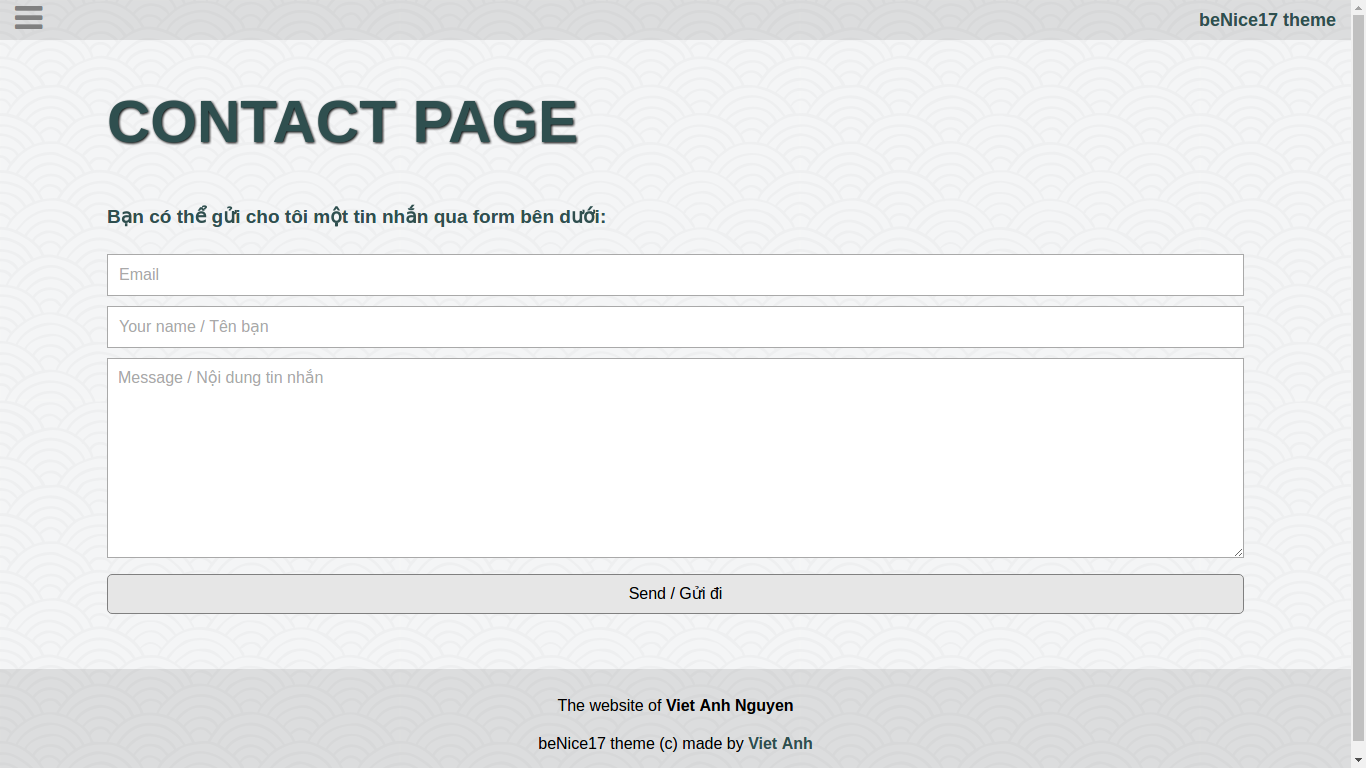 beNice17 theme
CONTACT PAGE
Bạn có thể gửi cho tôi một tin nhắn qua form bên dưới:
Email
Your name / Tên bạn
Message / Nội dung tin nhắn
Send / Gửi đi
The website of Viet Anh Nguyen
beNice17 theme (c) made by Viet Anh